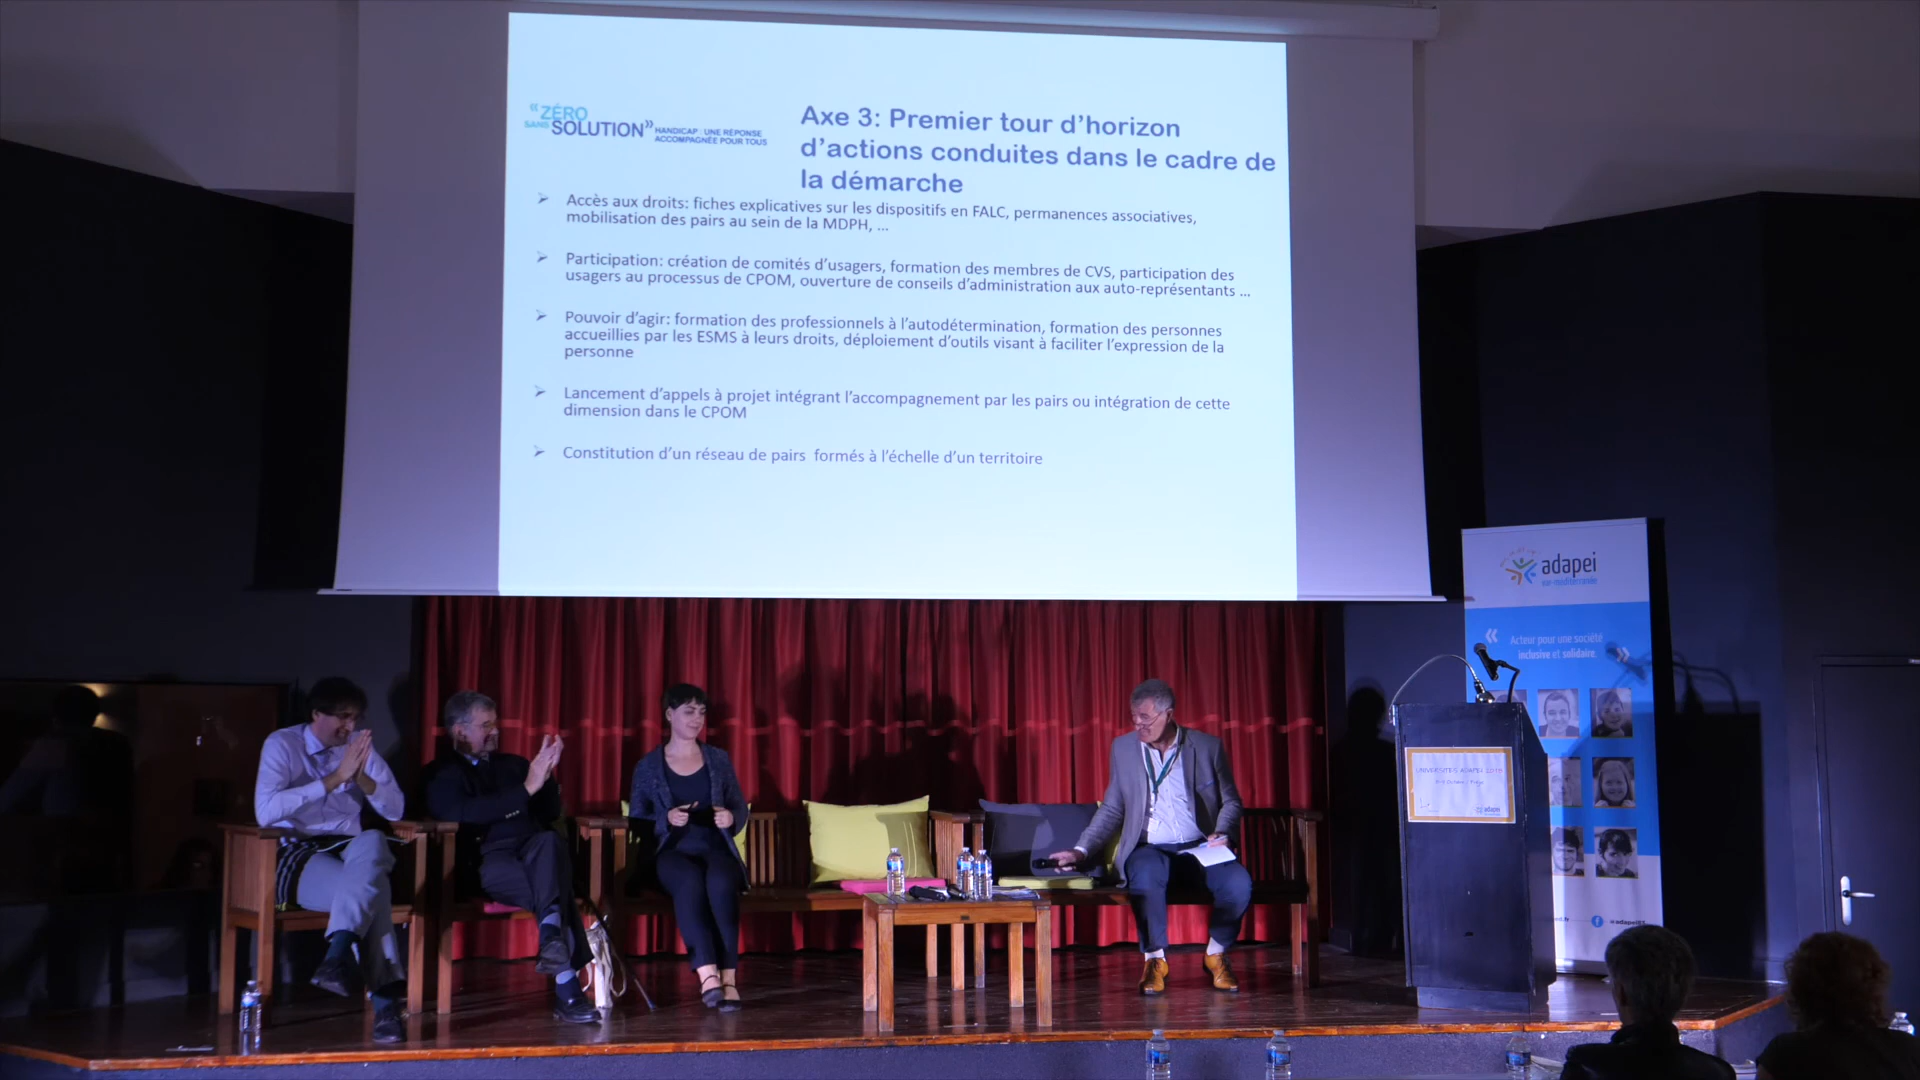 « ZÉRO
SANS SOLUTION»
HANDICAP : UNE RÉPONSE
ACCOMPAGNÉE POUR TOUS
Axe 3: Premier tour d’horizon
d’actions conduites dans le cadre de
la démarche
➢ Accès aux droits: fiches explicatives sur les dispositifs en FALC, permanences associatives,
mobilisation des pairs au sein de la MDPH, ...
➢ Participation: création de comités d’usagers, formation des membres de CVS, participation des
usagers au processus de CPOM, ouverture de conseils d’administration aux auto-représentants ...
➢ Pouvoir d’agir: formation des professionnels à l’autodétermination, formation des personnes
accueillies par les ESMS à leurs droits, déploiement d’outils visant à faciliter l’expression de la
personne
➢ Lancement d’appels à projet intégrant l’accompagnement par les pairs ou intégration de cette
dimension dans le CPOM
➢ Constitution d’un réseau de pairs formés à l’échelle d’un territoire
adapei
var-méditerranée
« Acteur pour une société
inclusive et solidaire. »
UNIVERSITÉS ADAPEI
adapei